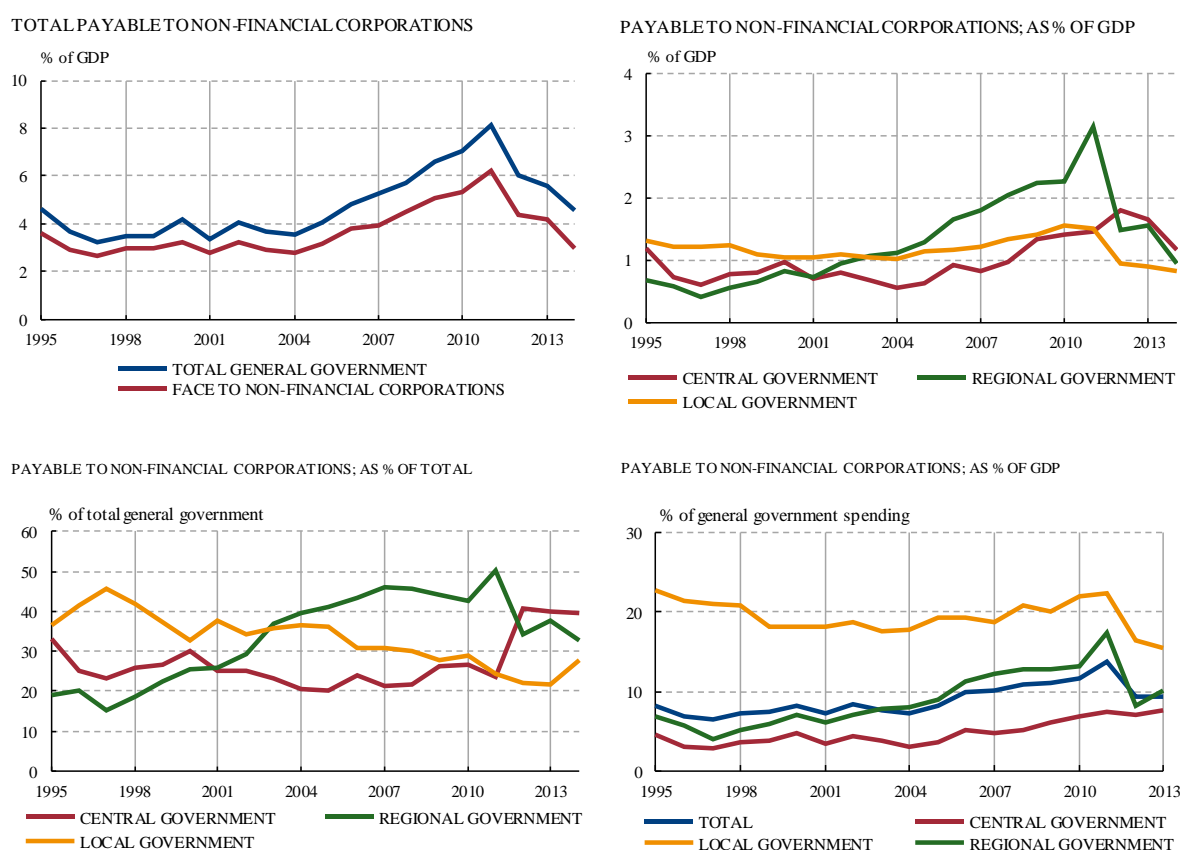 TOTAL PAYABLE TO NON-FINANCIAL CORPORATIONS
% of GDP
10
8
6
4
2
0
1995 1998 2001 2004 2007 2010 2013
TOTAL GENERAL GOVERNMENT
FACE TO NON-FINANCIAL CORPORATIONS
PAYABLE TO NON-FINANCIAL CORPORATIONS; AS % OF GDP
% of GDP
4
3
2
1
0
1995 1998 2001 2004 2007 2010 2013
CENTRAL GOVERNMENT REGIONAL GOVERNMENT
LOCAL GOVERNMENT
PAYABLE TO NON-FINANCIAL CORPORATIONS; AS % OF TOTAL
% of total general government
60
50
40
30
20
10
0
1995 1998 2001 2004 2007 2010 2013
CENTRAL GOVERNMENT REGIONAL GOVERNMENT
LOCAL GOVERNMENT
PAYABLE TO NON-FINANCIAL CORPORATIONS; AS % OF GDP
% of general government spending
30
20
10
0
1995 1998 2001 2004 2007 2010 2013
TOTAL CENTRAL GOVERNMENT
LOCAL GOVERNMENT REGIONAL GOVERNMENT